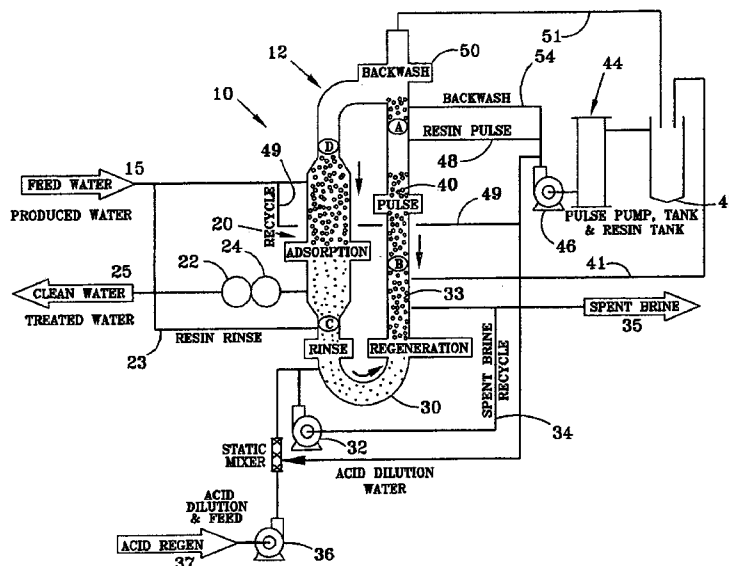 51
12
50
BACKWASH
54
44
10
BACKWASH
A
RESIN PULSE
D
48
FEED WATER
15
49
40
PRODUCED WATER
RECYCLE
PULSE
49
4
46
PULSE PUMP, TANK
& RESIN TANK
20
ADSORPTION
24
22
25
B
41
CLEAN WATER
33
TREATED WATER
SPENT BRINE
35
C
RESIN RINSE
RINSE
REGENERATION
23
SPENT BRINE
RECYCLE
30
34
32
STATIC
MIXER
ACID DILUTION
WATER
ACID
DILUTION
& FEED
ACID REGEN
36
37